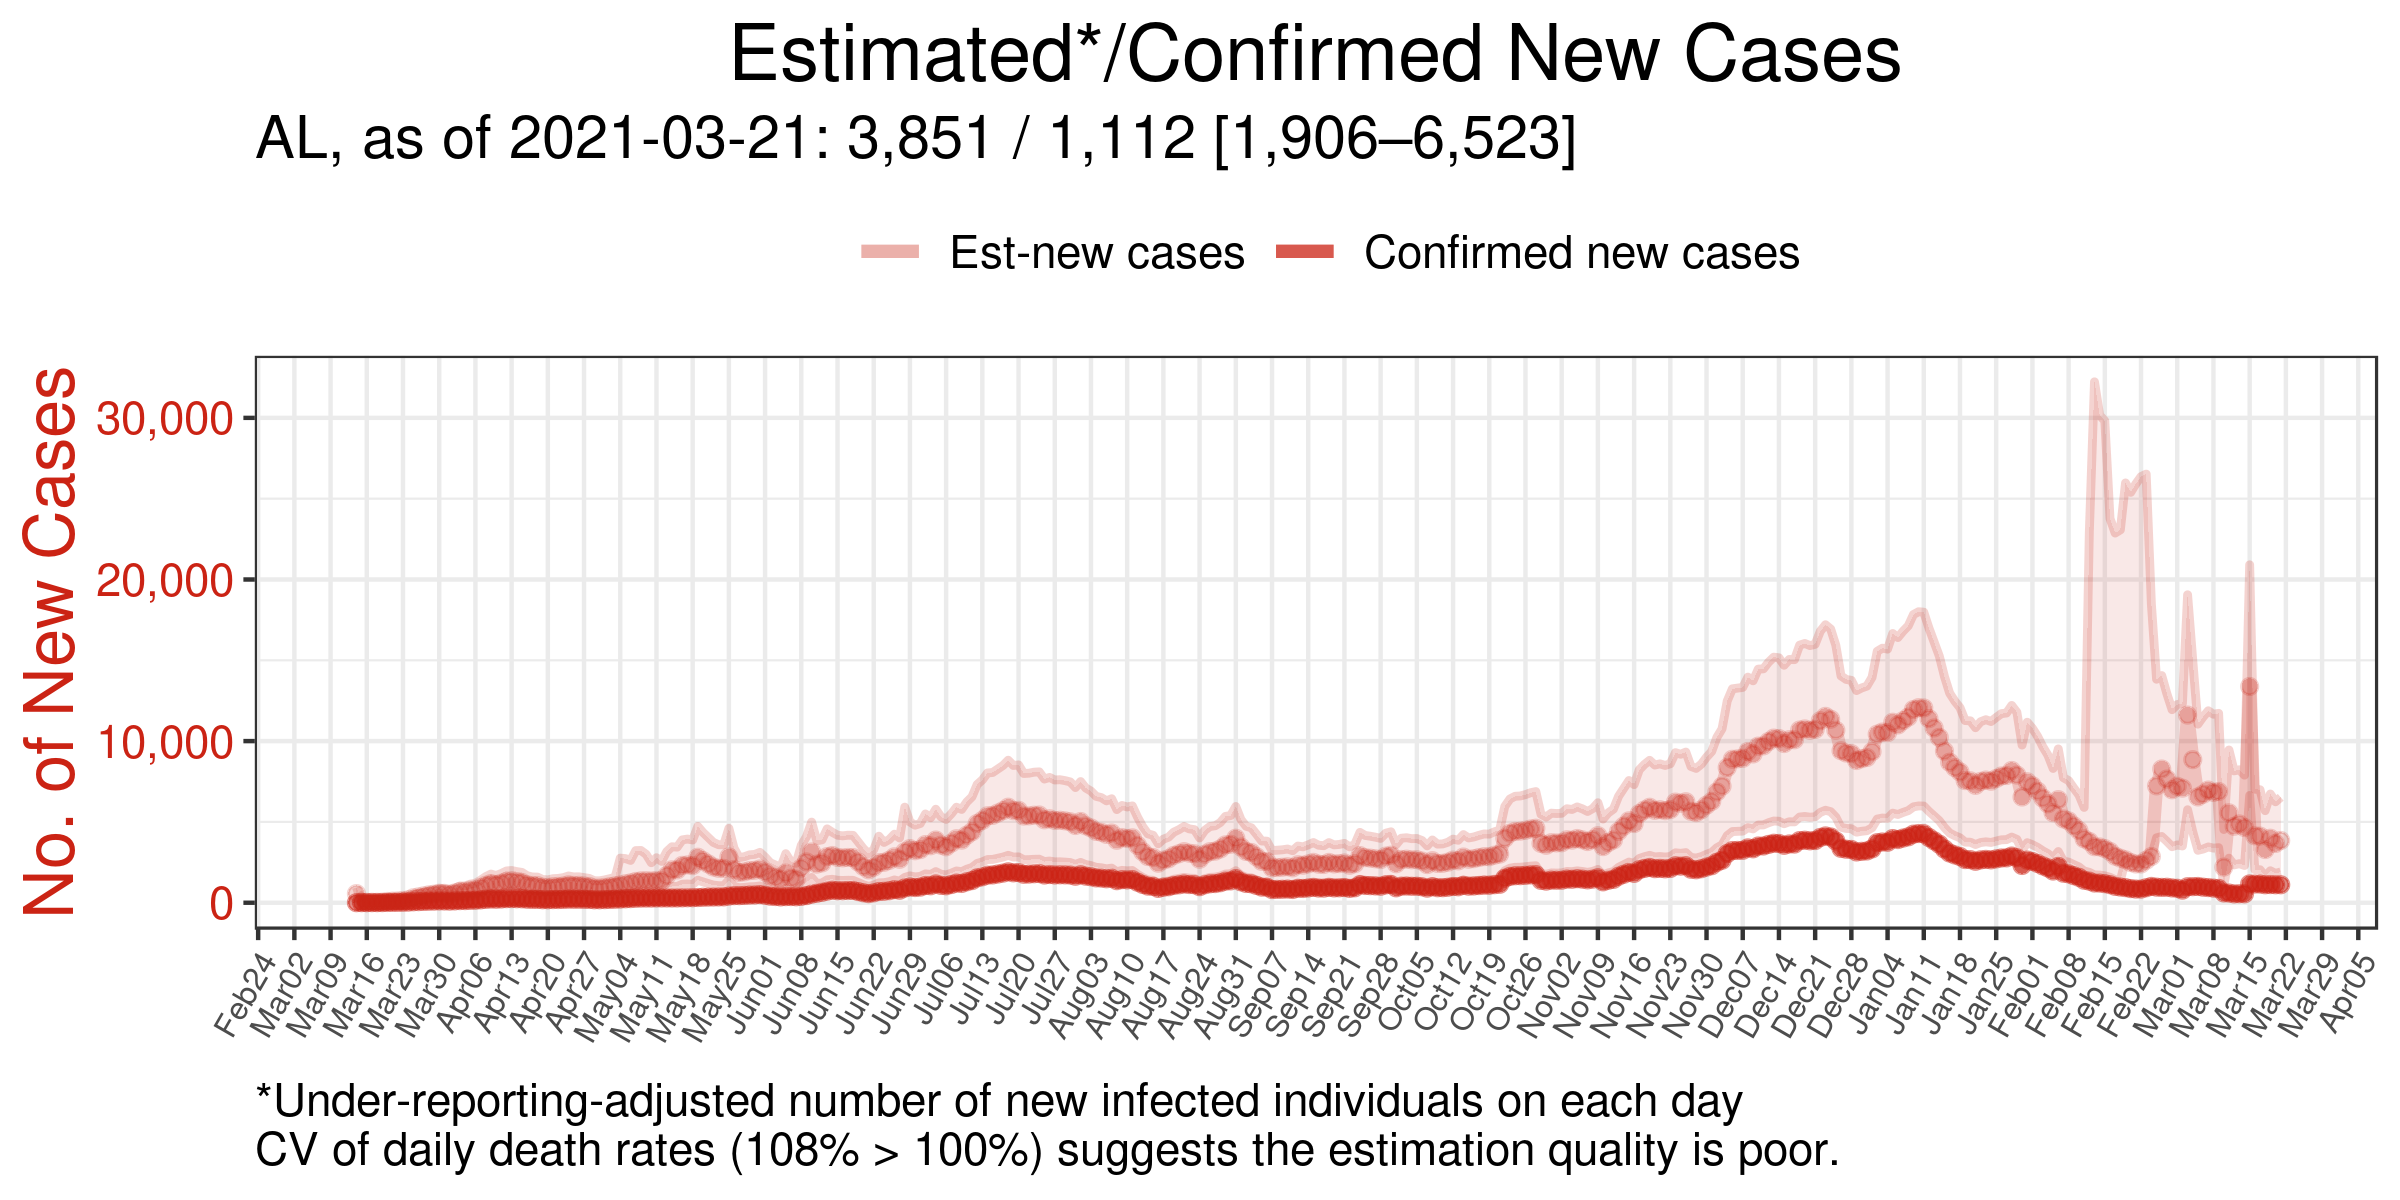 Estimated*/Confirmed New Cases
AL, as of 2021-03-21: 3,851 / 1,112 [1,906–6,523]
Est-new cases Confirmed new cases
No. of New Cases
30,000
20,000
10,000
0
Feb24 Mar02 Mar09 Mar16 Mar23 Mar30 Apr06 Apr13 Apr20 Apr27 May04 May11 May18 May25 Jun01 Jun08 Jun15 Jun22 Jun29 Jul06 Jul13 Jul20 Jul27 Aug03 Aug10 Aug17 Aug24 Aug31 Sep07 Sep14 Sep21 Sep28 Oct05 Oct12 Oct19 Oct26 Nov02 Nov09 Nov16 Nov23 Nov30 Dec07 Dec14 Dec21 Dec28 Jan04 Jan11 Jan18 Jan25 Feb01 Feb08 Feb15 Feb22 Mar01 Mar08 Mar15 Mar22 Mar29 Apr05
*Under-reporting-adjusted number of new infected individuals on each day
CV of daily death rates (108% > 100%) suggests the estimation quality is poor.